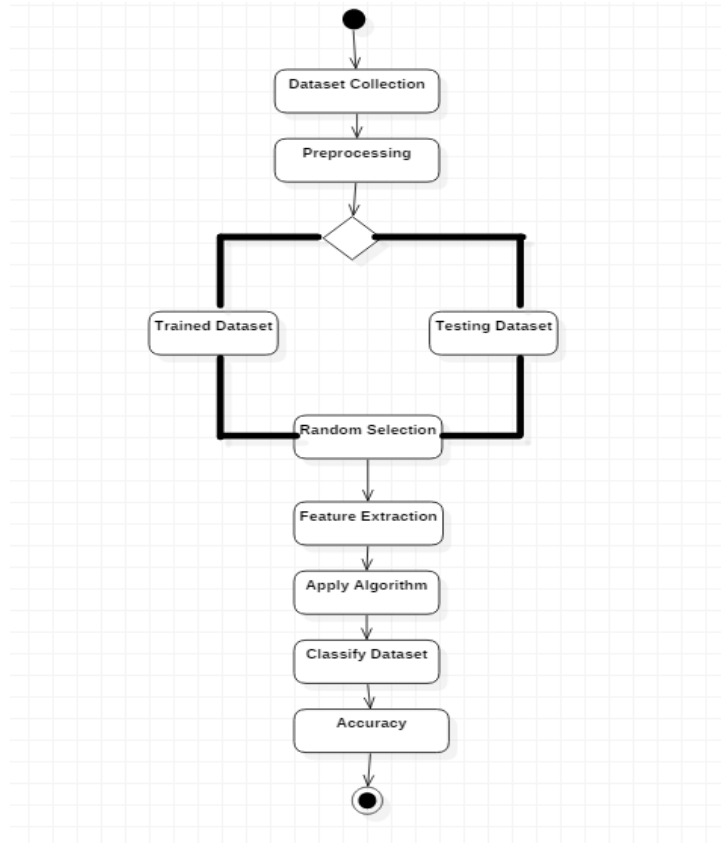 Dataset Collection
Preprocessing
Trained Dataset
Testing Dataset
Random Selection
Feature Extraction
Apply Algorithm
Classify Dataset
Accuracy